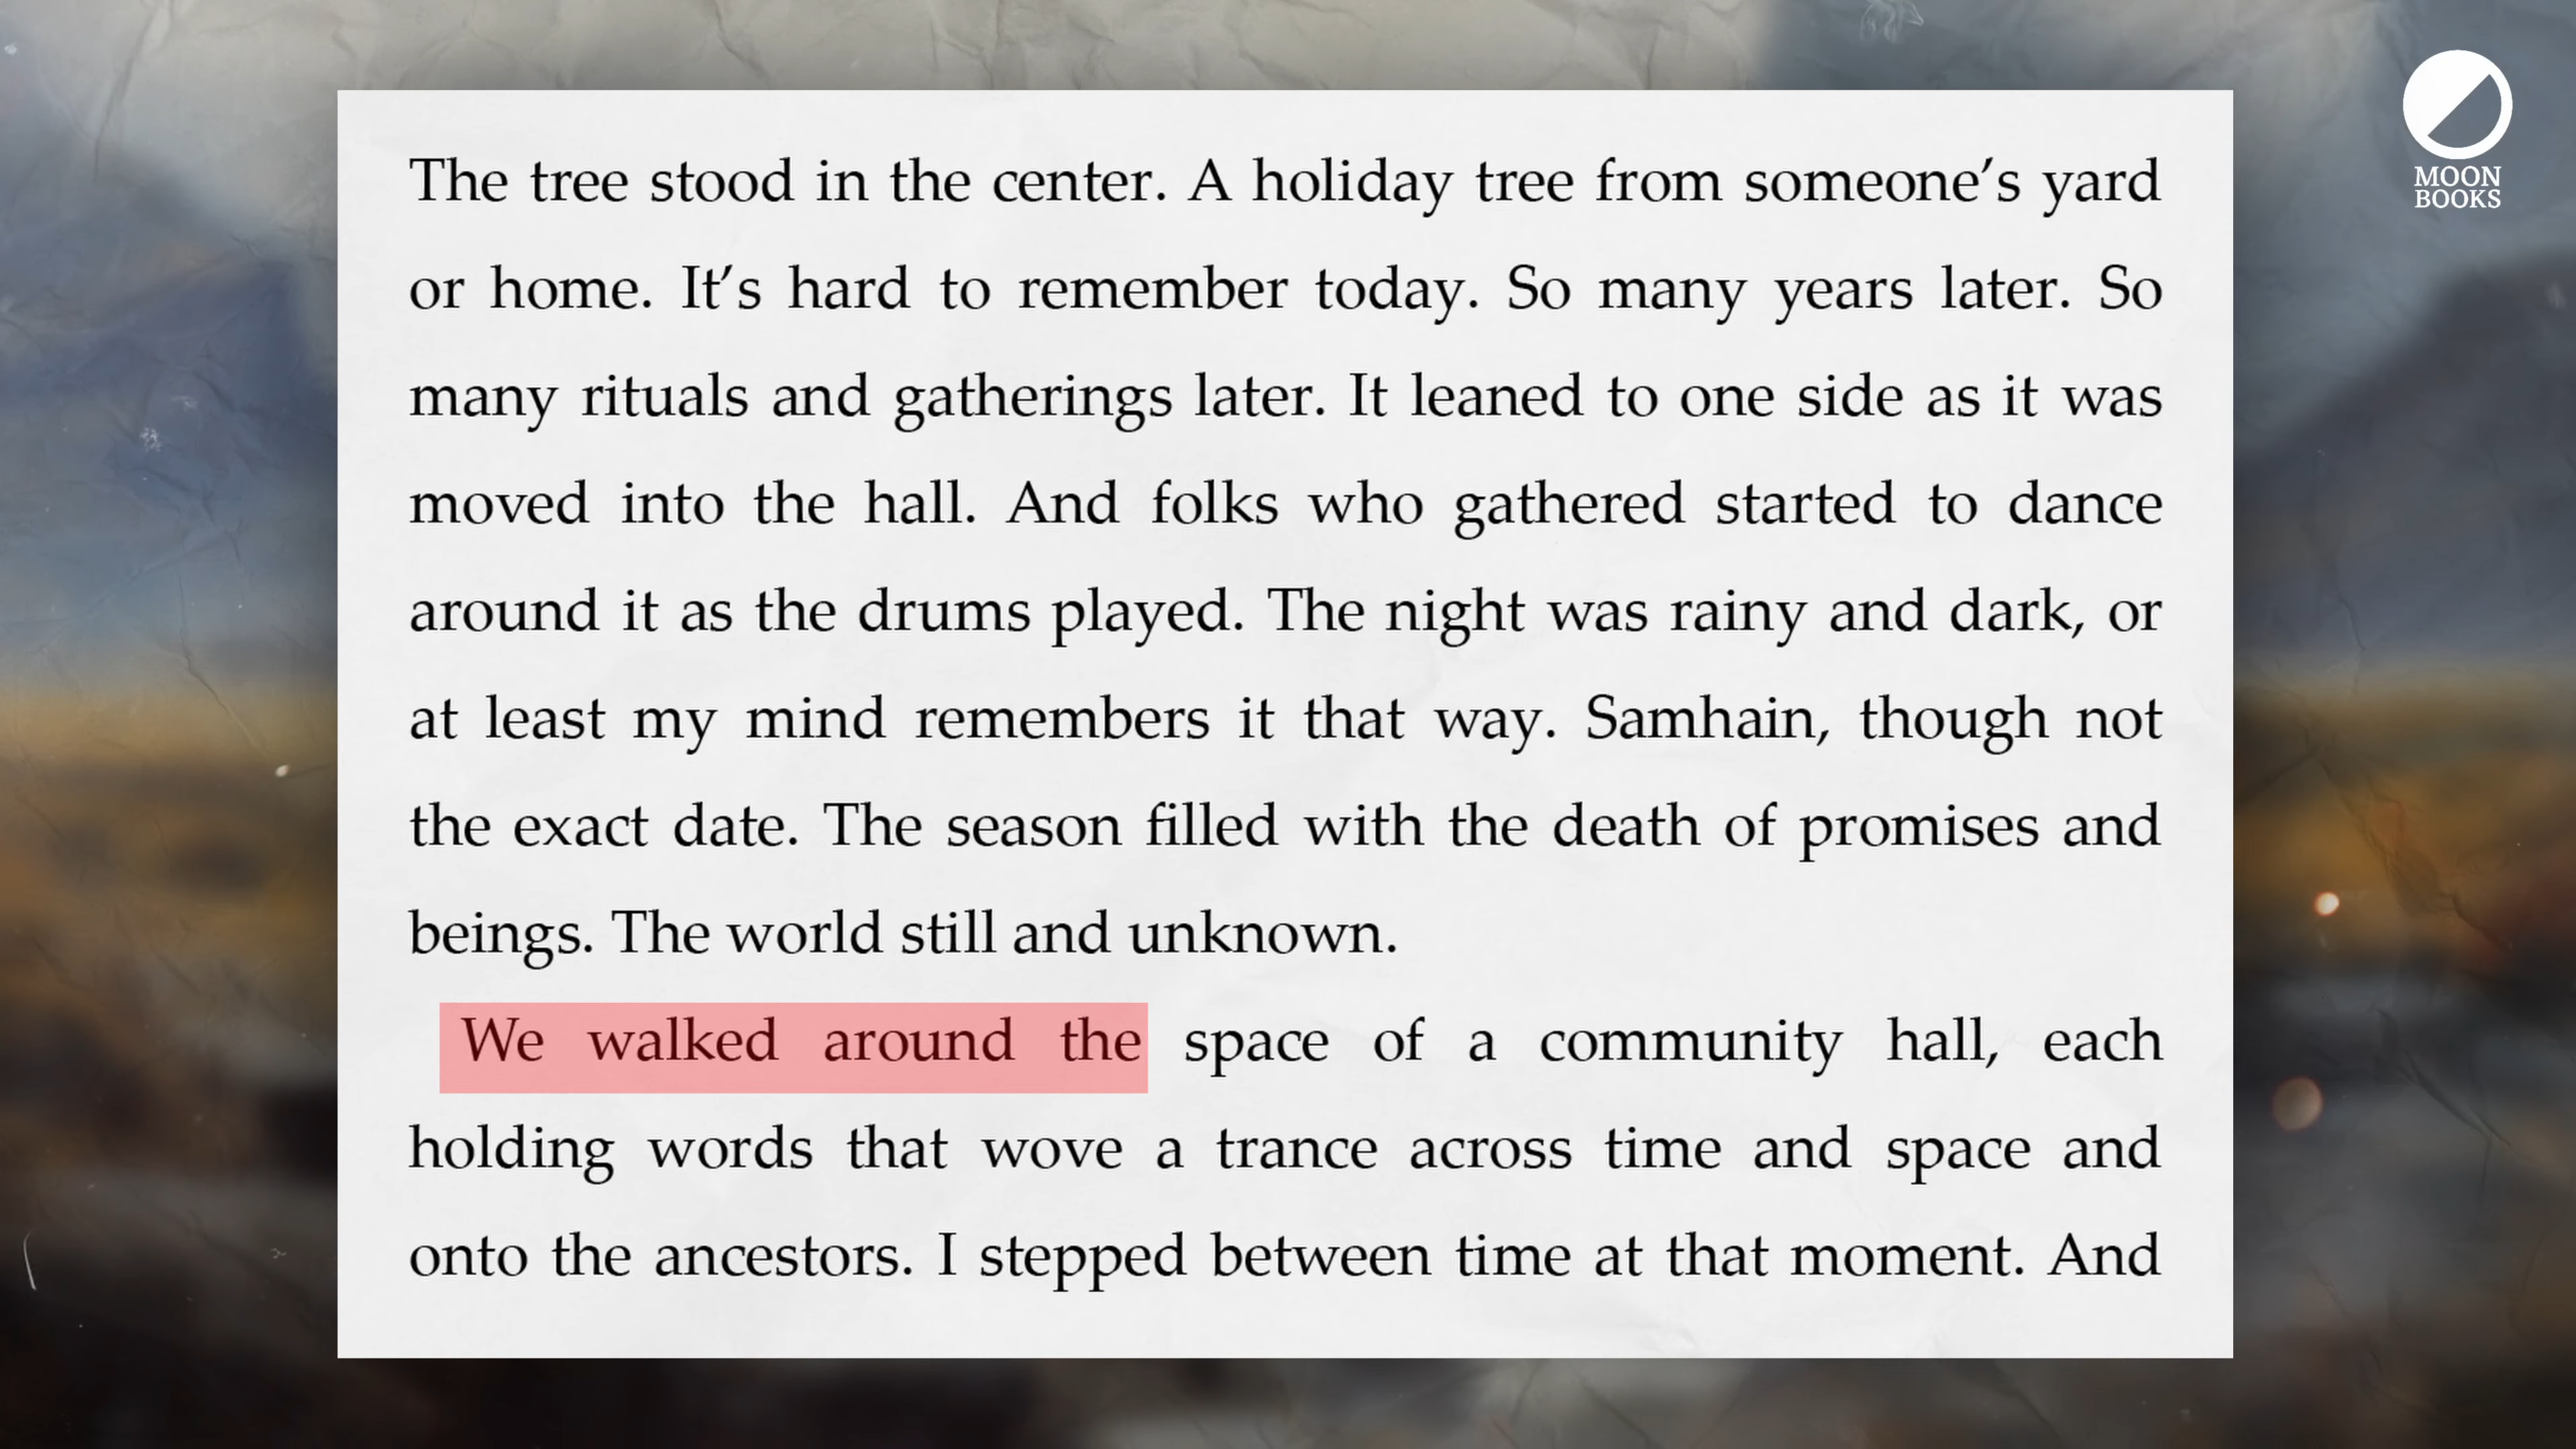 The tree stood in the center. A holiday tree from someone’s yard
or home. It’s hard to remember today. So many years later. So
many rituals and gatherings later. It leaned to one side as it was
moved into the hall. And folks who gathered started to dance
around it as the drums played. The night was rainy and dark, or
at least my mind remembers it that way. Samhain, though not
the exact date. The season filled with the death of promises and
beings. The world still and unknown.
We walked around the space of a community hall, each
holding words that wove a trance across time and space and
onto the ancestors. I stepped between time at that moment. And
MOON
BOOKS